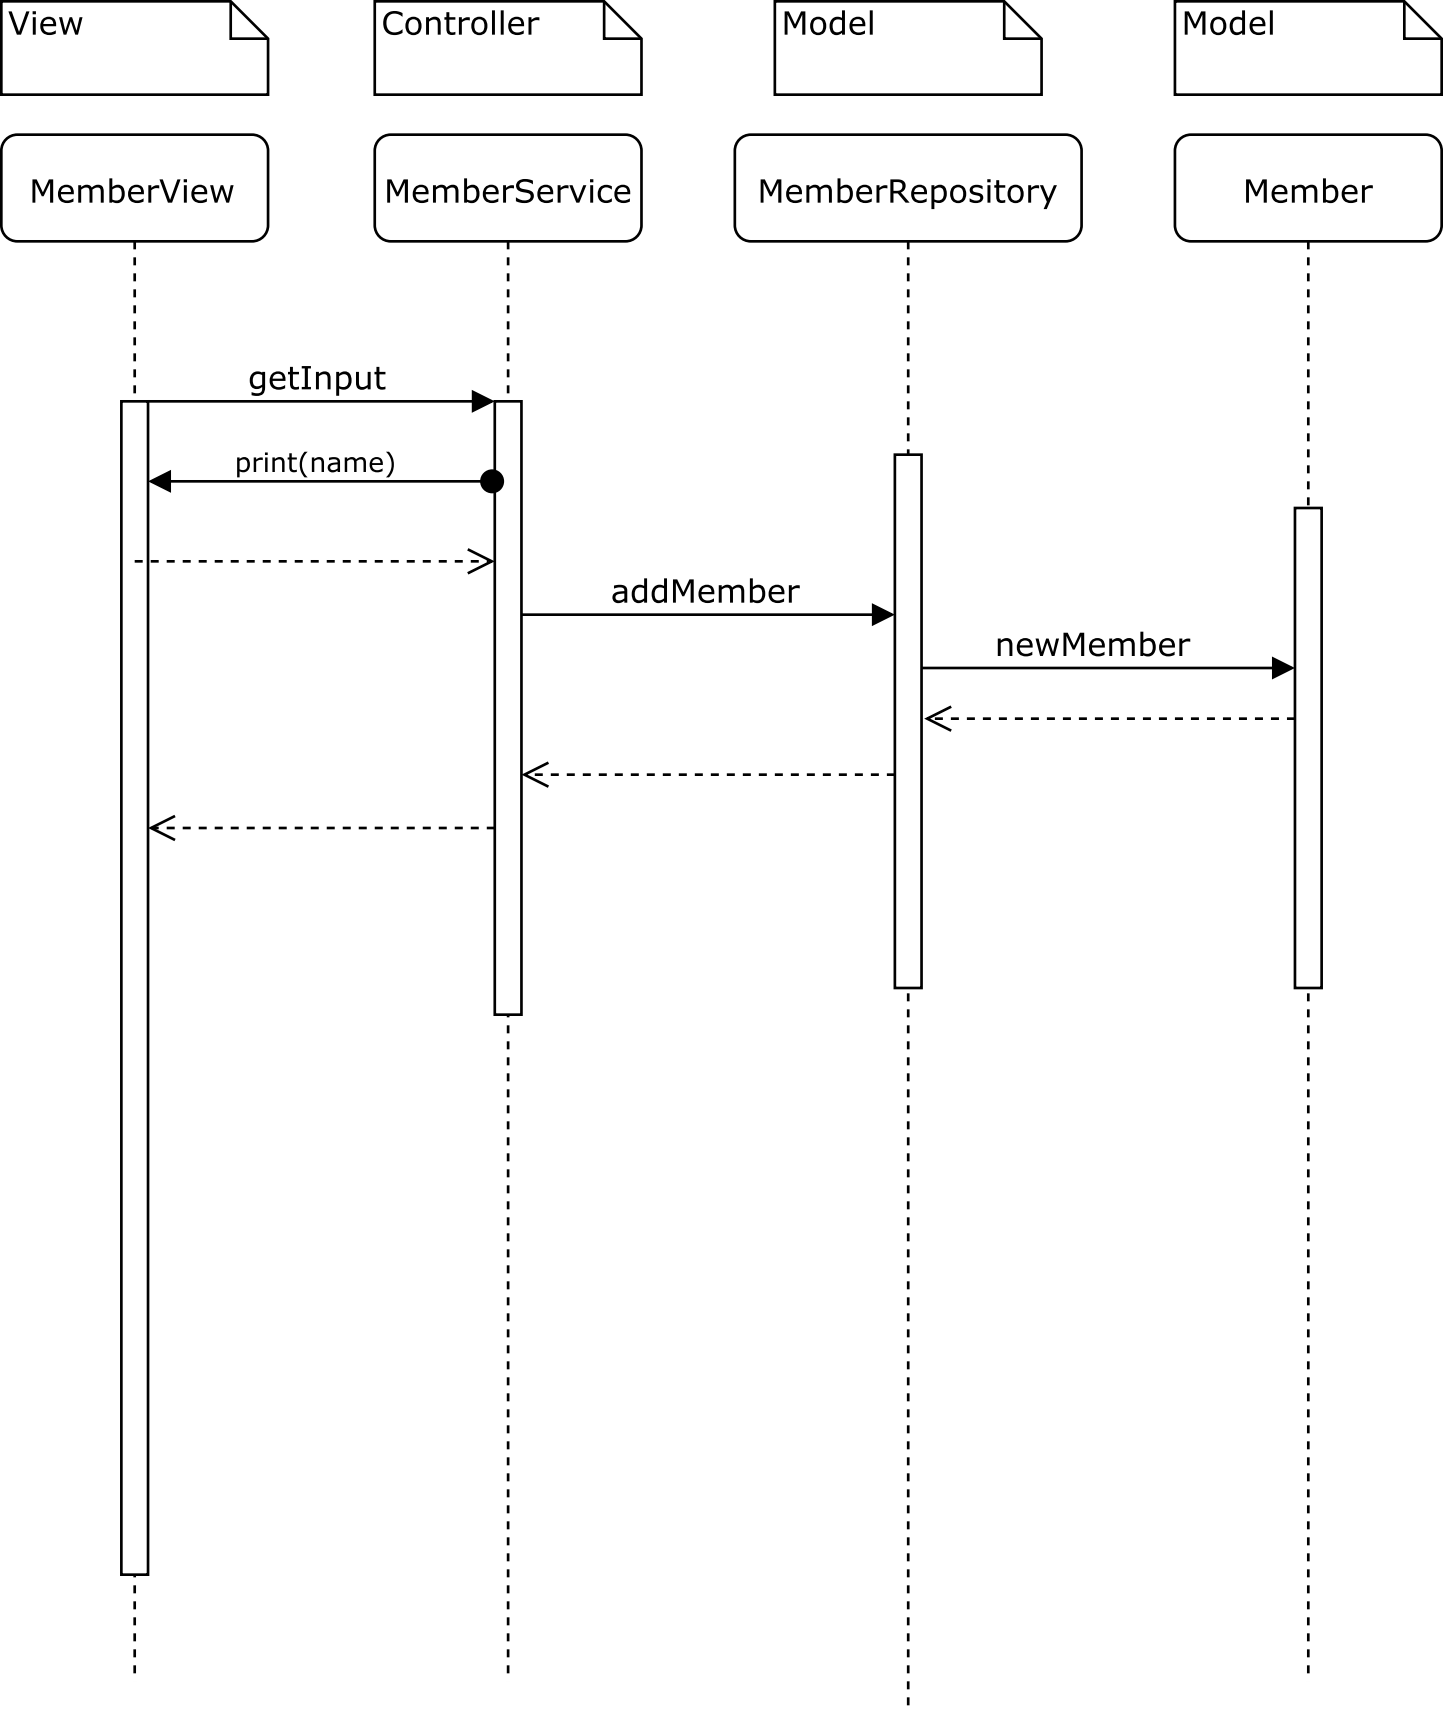 View
Controller
Model
Model
MemberView
MemberService
MemberRepository
Member
getInput
print(name)
addMember
newMember